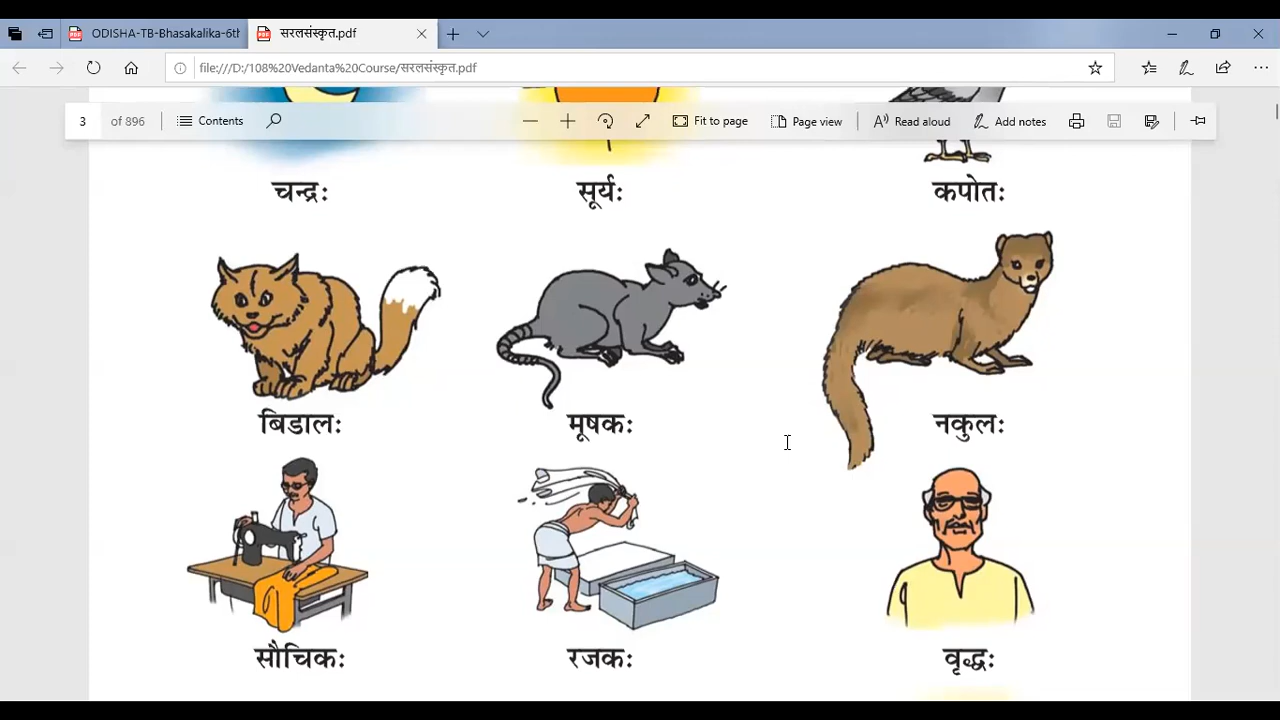 ODISHA-TB-Bhasakalika-6th
सरलसंस्कृत.pdf
file:///D:/108%20Vedanta%20Course/सरलसंस्कृत.pdf
3 of 896 Contents Fit to page Page view Read aloud Add notes
चन्द्रः सूर्यः कपोतः
बिडालः मूषकः नकुलः
सौचिकः रजकः वृद्धः